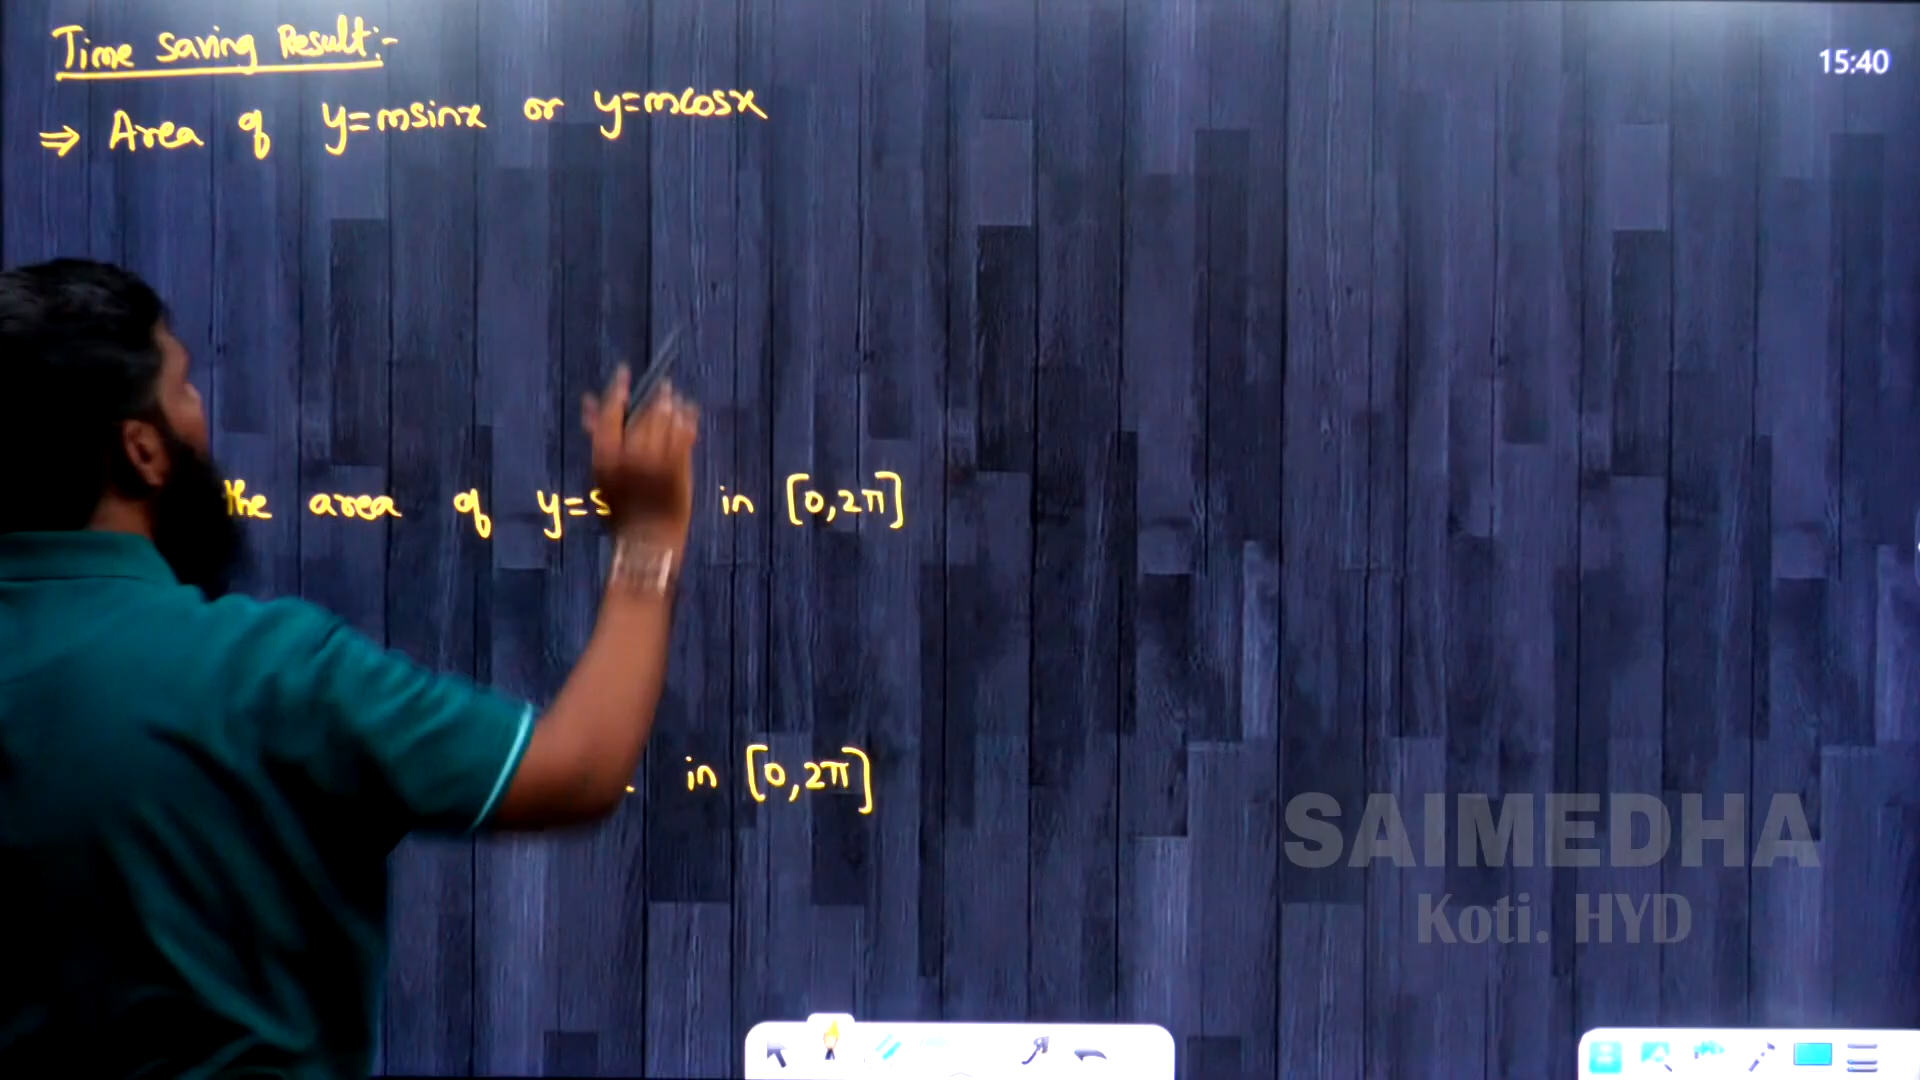 Time Saving Result:-
15:40
⇒ Area of y=msinx or y=mcosx
the area of y=s in [0,2π]
in [0,2π]
SAIMEDHA
Koti. HYD